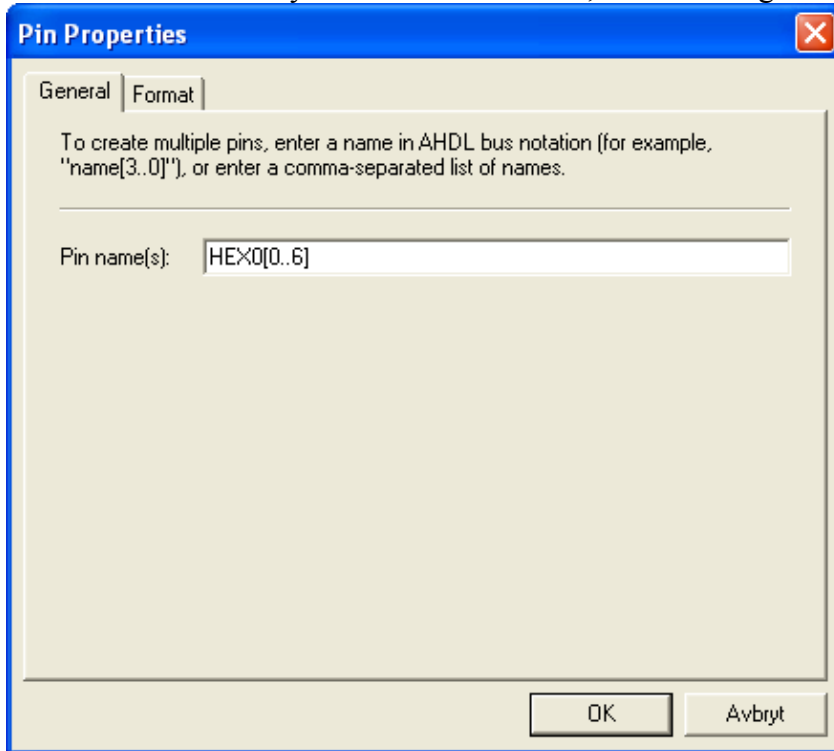 Pin Properties
General
Format
To create multiple pins, enter a name in AHDL bus notation (for example,
"name[3..0]"), or enter a comma-separated list of names.
Pin name(s):
HEX0[0..6]
OK
Avbryt